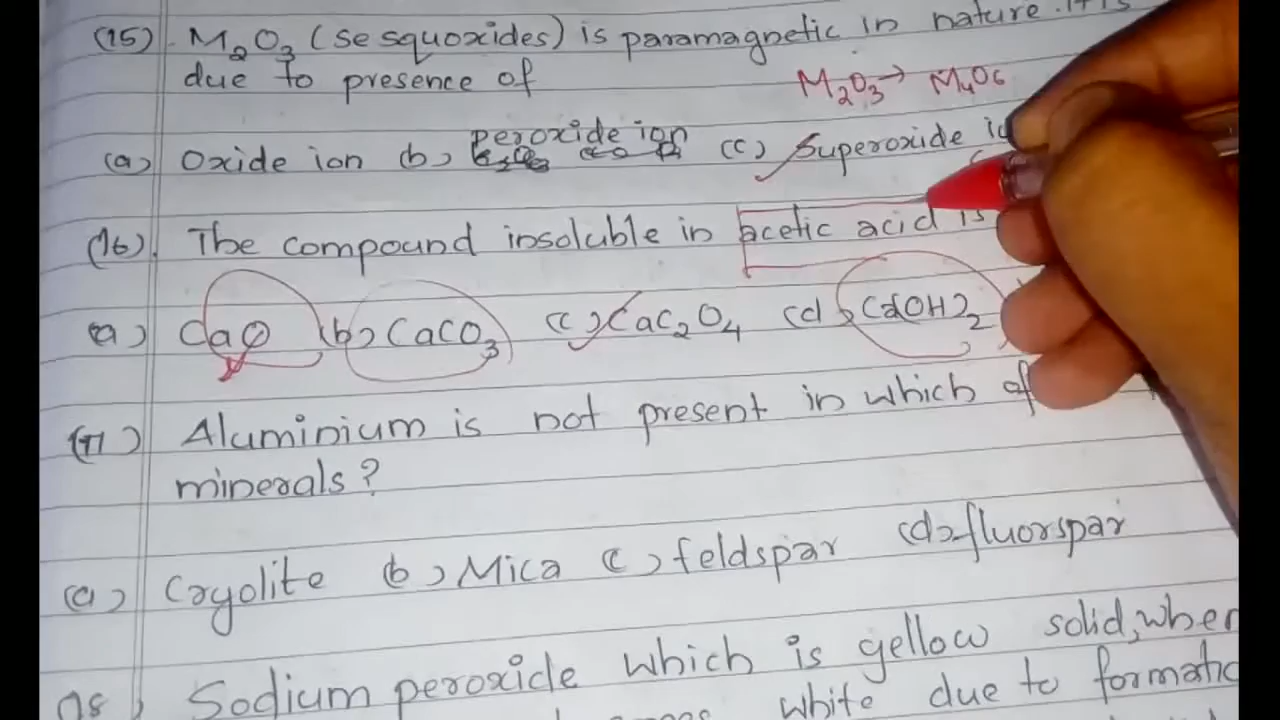 (15). M₂O₃ (sesquoxides) is paramagnetic in nature. It is
due to presence of
M₂O₃ → M₄O₆
peroxide ion
(a) Oxide ion (b) (c) Superoxide
(16). The compound insoluble in acetic acid is
(a) CaO (b) CaCO₃ (c) CaC₂O₄ (d) Ca(OH)₂
(17) Aluminium is not present in which of
minerals?
(a) Cryolite (b) Mica (c) feldspar (d) fluorspar
18) Sodium peroxide which is yellow solid, when
white due to formatic